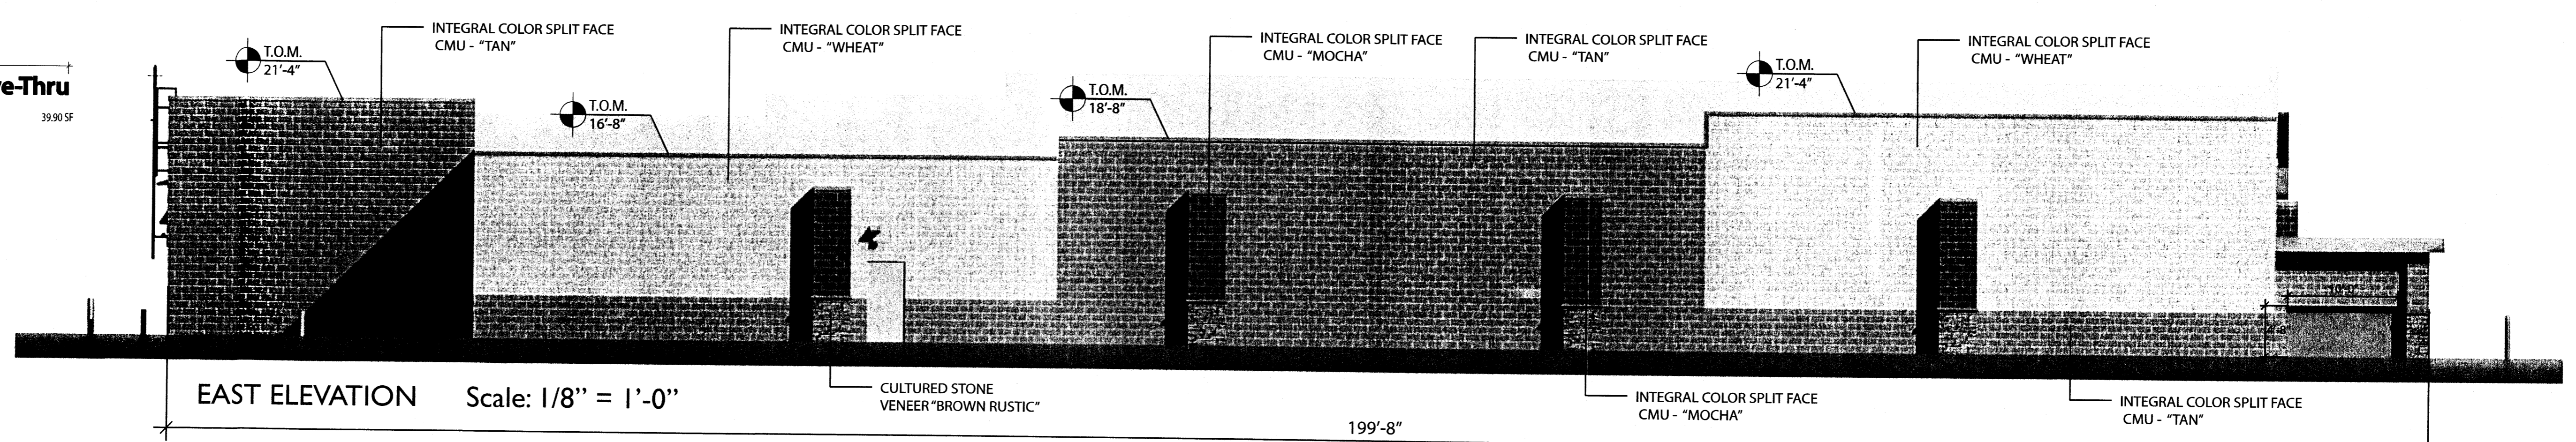 INTEGRAL COLOR SPLIT FACE
CMU - "TAN"
INTEGRAL COLOR SPLIT FACE
CMU - "WHEAT"
INTEGRAL COLOR SPLIT FACE
CMU - "MOCHA"
INTEGRAL COLOR SPLIT FACE
CMU - "TAN"
INTEGRAL COLOR SPLIT FACE
CMU - "WHEAT"
e-Thru
39.90 SF
T.O.M.
21'-4"
T.O.M.
16'-8"
T.O.M.
18'-8"
T.O.M.
21'-4"
EAST ELEVATION Scale: 1/8" = 1'-0"
CULTURED STONE
VENEER "BROWN RUSTIC"
INTEGRAL COLOR SPLIT FACE
CMU - "MOCHA"
INTEGRAL COLOR SPLIT FACE
CMU - "TAN"
199'-8"